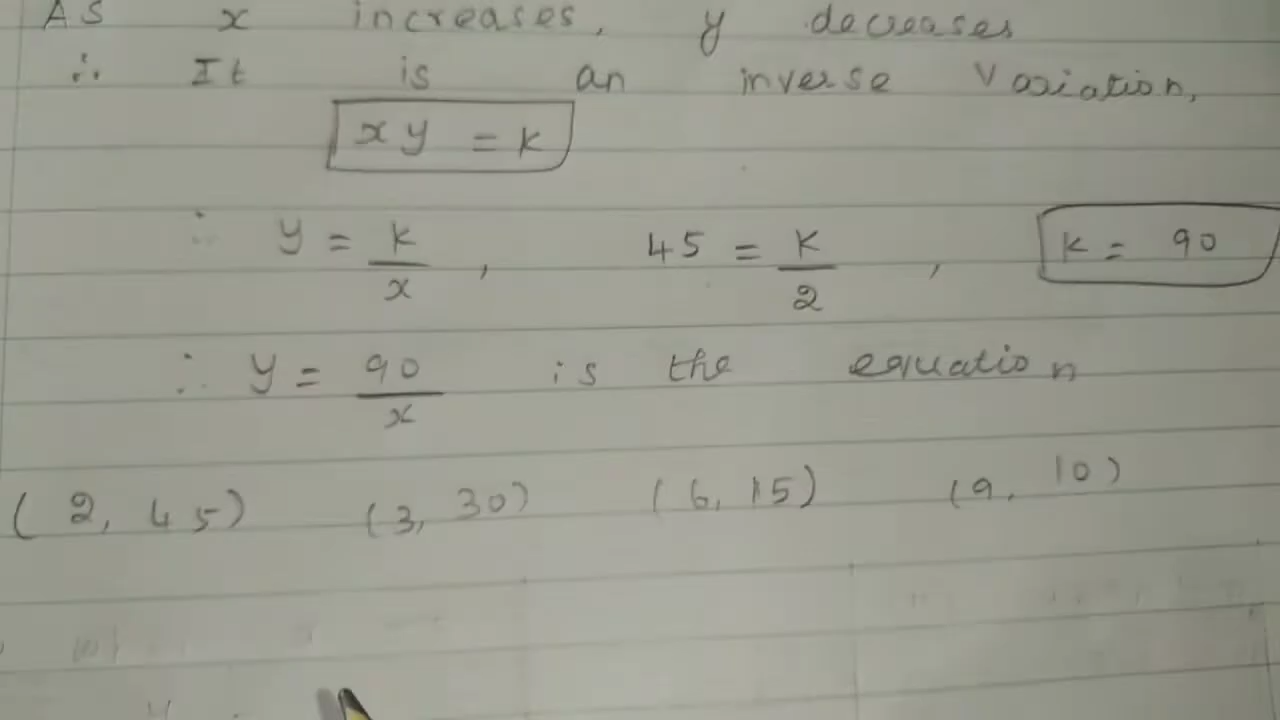 As x increases, y deceases
∴ It is an inverse Variation,
xy = k
∴ y = k/x , 45 = k/2 , k = 90
∴ y = 90/x is the equation
(2, 45) (3, 30) (6, 15) (9, 10)